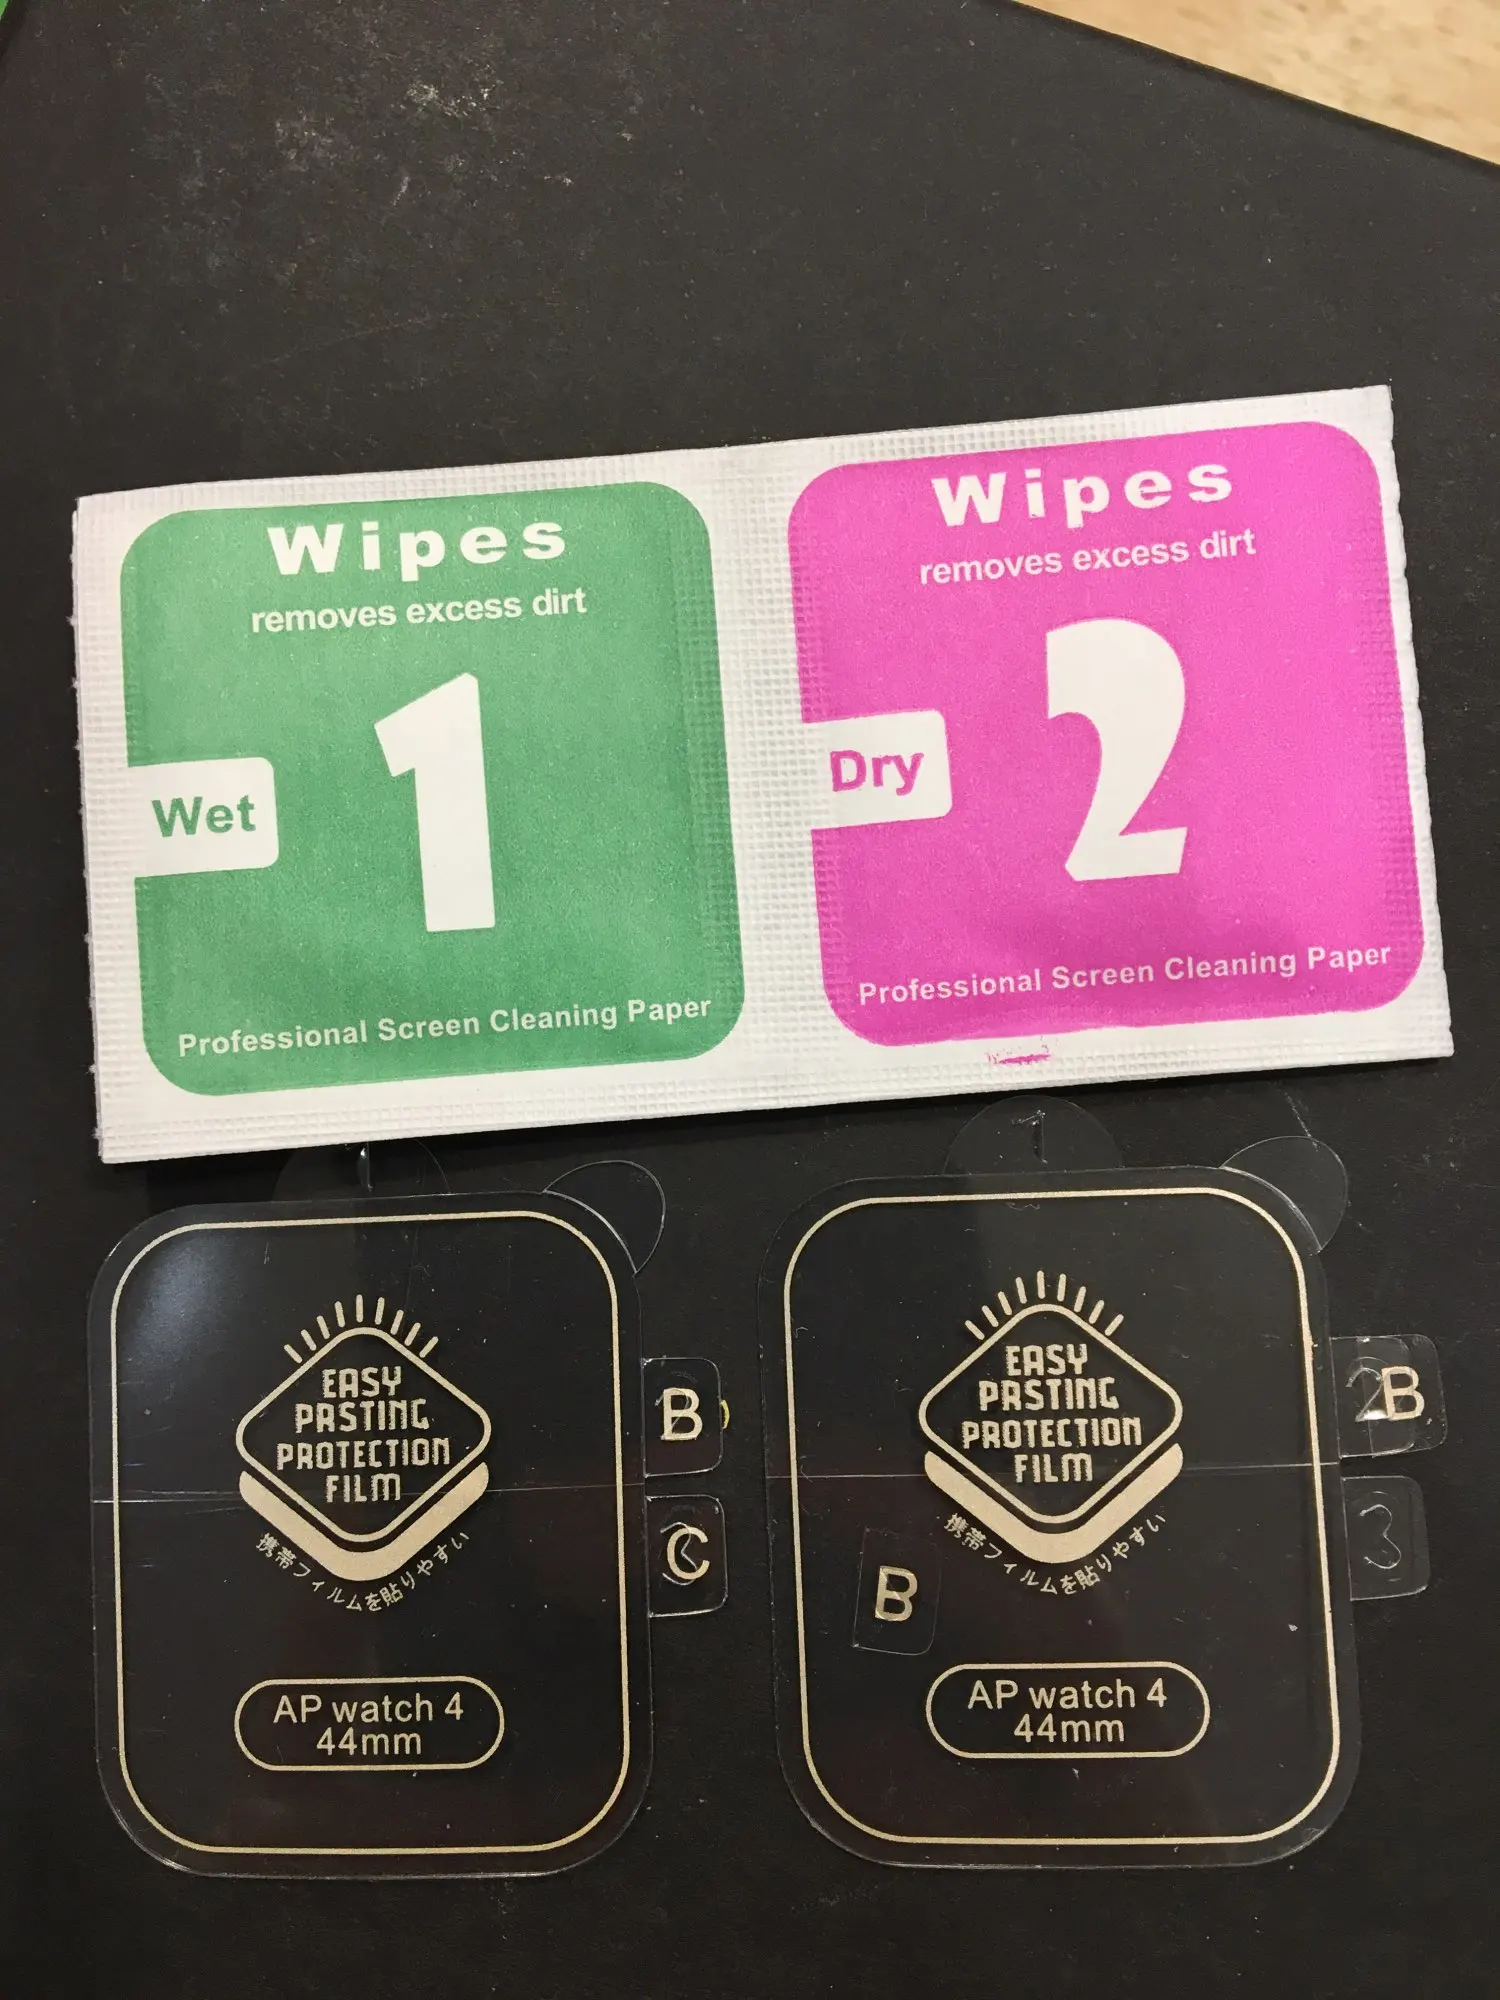 Wipes
removes excess dirt
1
Wet
Professional Screen Cleaning Paper
Wipes
removes excess dirt
2
Dry
Professional Screen Cleaning Paper
1
EASY
PASTING
PROTECTION
FILM
携帯フィルムを貼りやすい
AP watch 4
44mm
B
C
1
EASY
PASTING
PROTECTION
FILM
携帯フィルムを貼りやすい
B
AP watch 4
44mm
2B
3